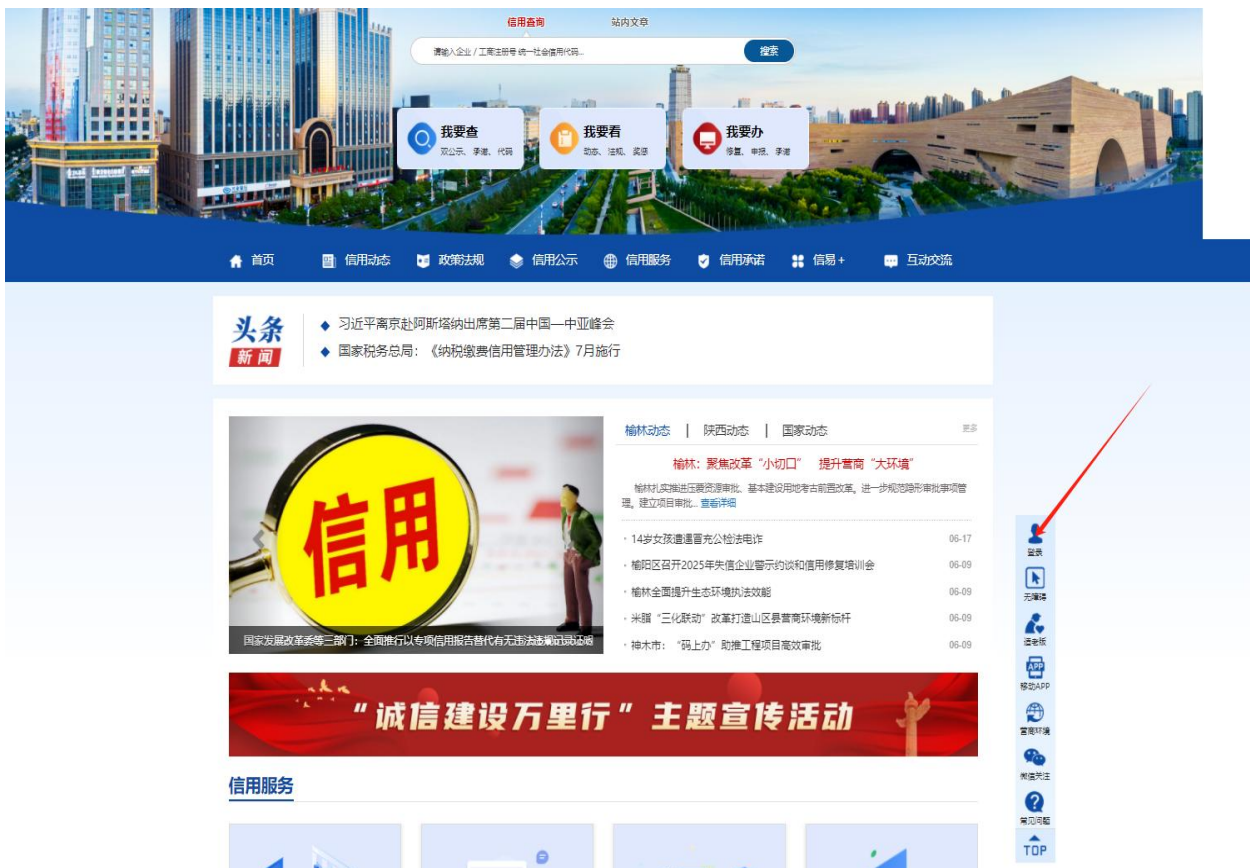 信用查询
站内文章
请输入企业 / 工商注册号 统一社会信用代码...
搜索
我要查
双公示、承诺、代码
我要看
动态、法规、奖惩
我要办
修复、申报、承诺
首页
信用动态
政策法规
信用公示
信用服务
信用承诺
信易+
互动交流
头条
新闻
习近平离京赴阿斯塔纳出席第二届中国—中亚峰会
国家税务总局：《纳税缴费信用管理办法》7月施行
信用
国家发展改革委等三部门：全面推行以专项信用报告替代有无违法违规记录证明
榆林动态 | 陕西动态 | 国家动态
更多
榆林：聚焦改革“小切口” 提升营商“大环境”
榆林扎实推进压覆资源审批、基本建设用地考古前置改革。进一步规范隐形审批事项管
理。建立项目审批... 查看详细
14岁女孩遭遇冒充公检法电诈 06-17
榆阳区召开2025年失信企业警示约谈和信用修复培训会 06-09
榆林全面提升生态环境执法效能 06-09
米脂“三化联动”改革打造山区县营商环境新标杆 06-09
神木市：“码上办”助推工程项目高效审批 06-09
登录
无障碍
适老版
APP
移动APP
营商环境
微信关注
常见问题
TOP
“诚信建设万里行”主题宣传活动
信用服务